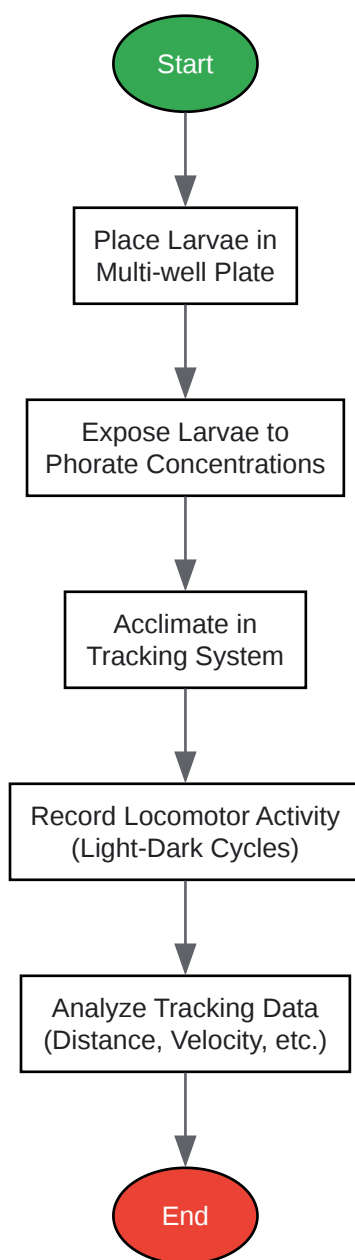 Start
Place Larvae in
Multi-well Plate
Expose Larvae to
Phorate Concentrations
Acclimate in
Tracking System
Record Locomotor Activity
(Light-Dark Cycles)
Analyze Tracking Data
(Distance, Velocity, etc.)
End